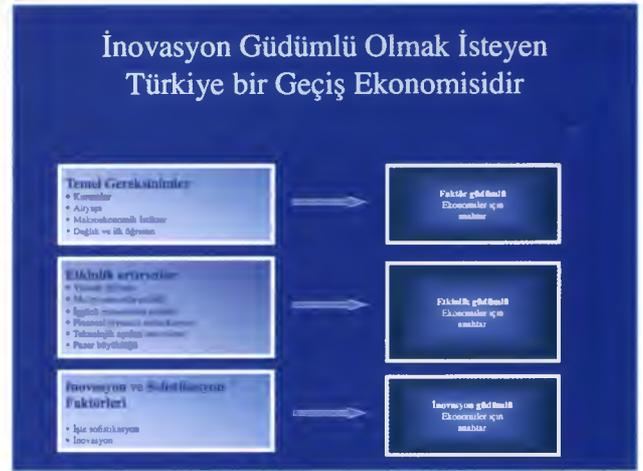 İnovasyon Güdümlü Olmak İsteyen
Türkiye bir Geçiş Ekonomisidir
Temel Gereksinimler
• Kurumlar
• Altyapı
• Makroekonomik İstikrar
• Sağlık ve ilk öğretim
Faktör güdümlü
Ekonomiler için
anahtar
Etkinlik
• Pazar büyüklüğü
Etkinlik güdümlü
Ekonomiler için
anahtar
İnovasyon ve Sofistikasyon
Faktörleri
• İşte sofistikasyon
• İnovasyon
İnovasyon güdümlü
Ekonomiler için
anahtar